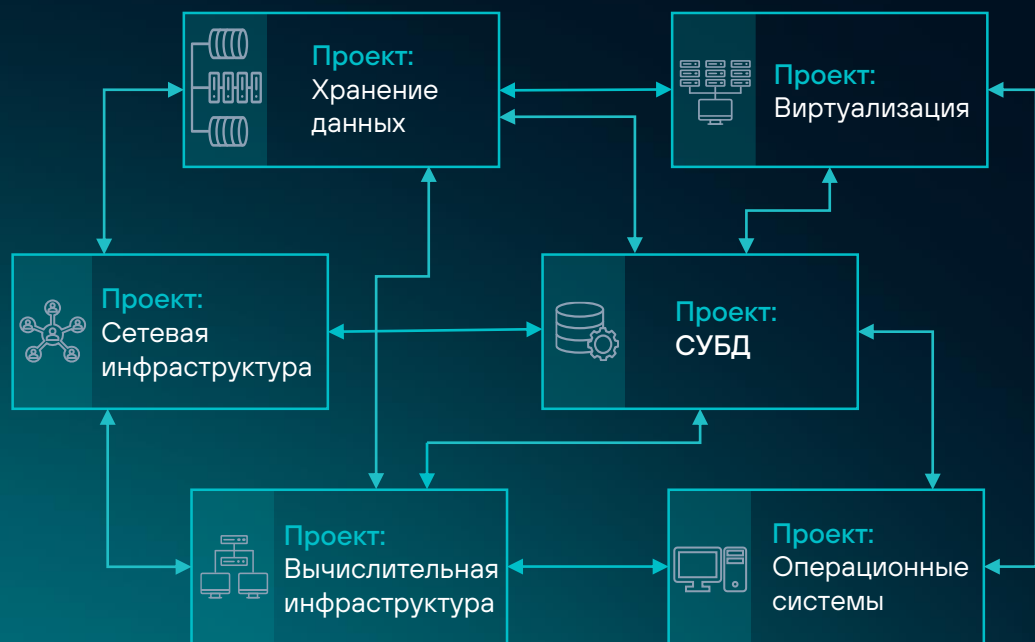 Проект:
Хранение
данных
Проект:
Виртуализация
Проект:
Сетевая
инфраструктура
Проект:
СУБД
Проект:
Вычислительная
инфраструктура
Проект:
Операционные
системы